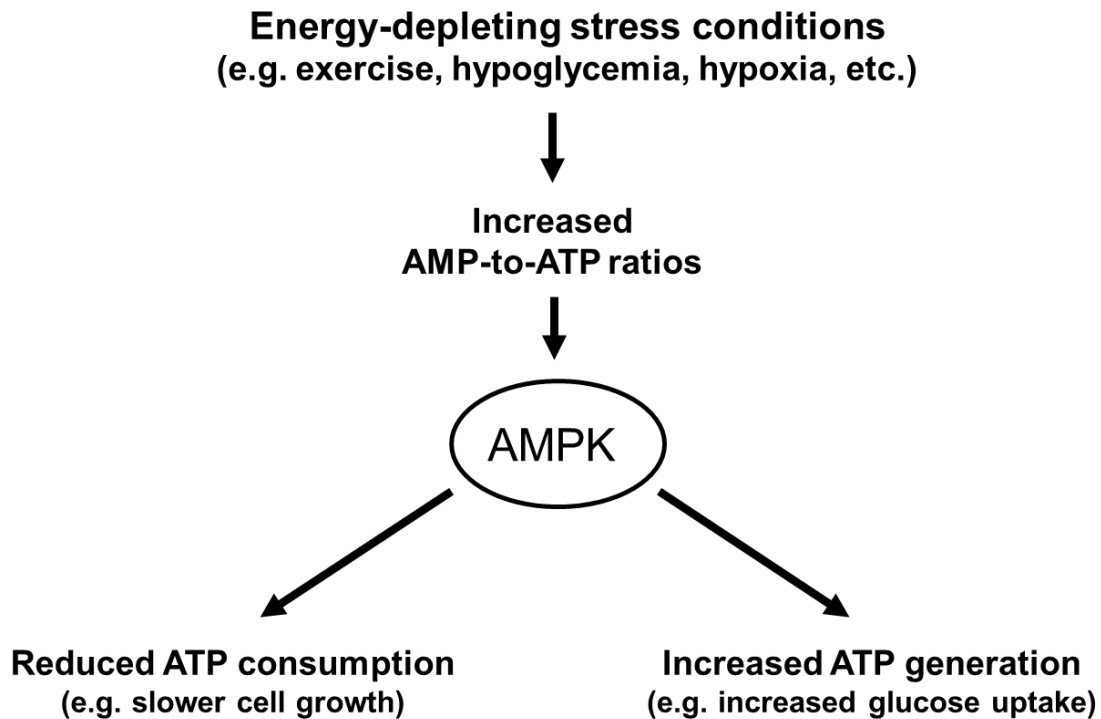 Energy-depleting stress conditions
(e.g. exercise, hypoglycemia, hypoxia, etc.)
Increased
AMP-to-ATP ratios
AMPK
Reduced ATP consumption
(e.g. slower cell growth)
Increased ATP generation
(e.g. increased glucose uptake)